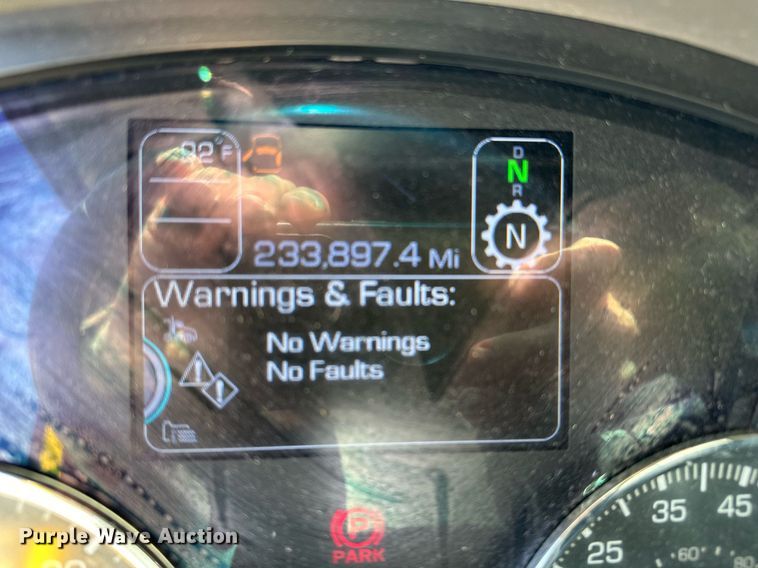 92°F
D
N
R
N
233,897.4 Mi
Warnings & Faults:
No Warnings
No Faults
P
PARK
25
35
45
60
80
Purple Wave Auction